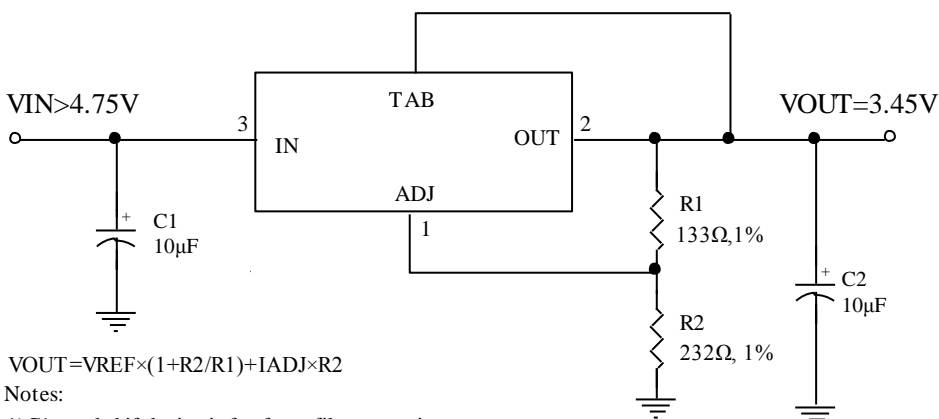 TAB
VIN>4.75V
VOUT=3.45V
3
2
IN
OUT
ADJ
1
+
C1
10μF
R1
133Ω,1%
+
C2
10μF
R2
232Ω, 1%
VOUT=VREF×(1+R2/R1)+IADJ×R2
Notes: